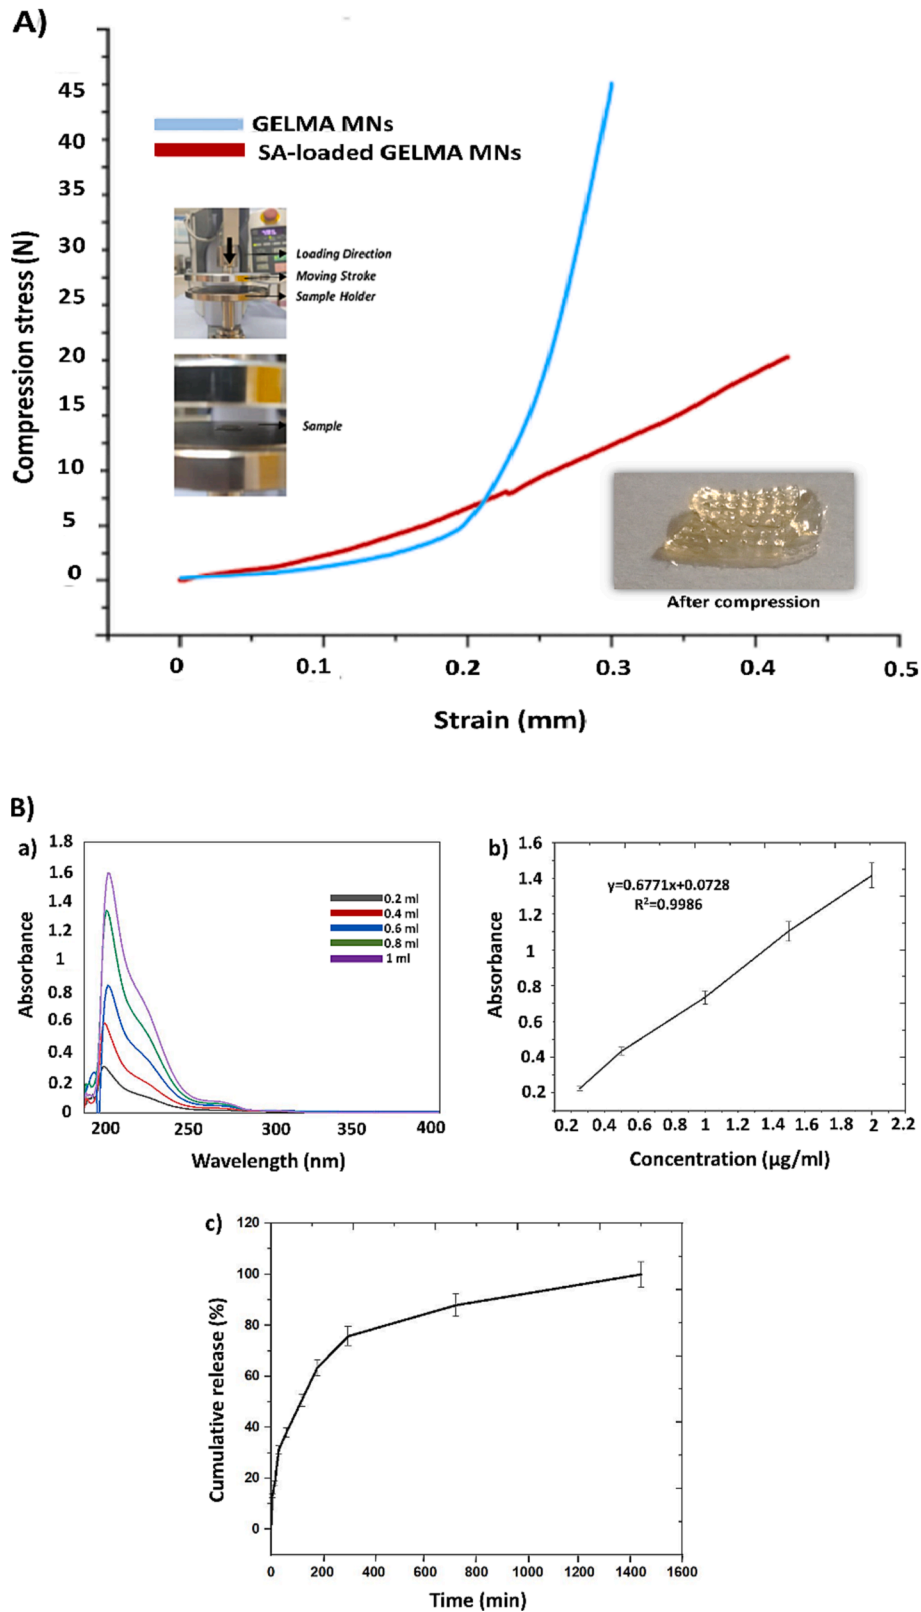 A)
45
40
35
30
25
20
15
10
5
0
Compression stress (N)
GELMA MNs
SA-loaded GELMA MNs
Loading Direction
Moving Stroke
Sample Holder
Sample
After compression
0 0.1 0.2 0.3 0.4 0.5
Strain (mm)
B)
a)
1.8
1.6
1.4
1.2
1
0.8
0.6
0.4
0.2
0
Absorbance
0.2 ml
0.4 ml
0.6 ml
0.8 ml
1 ml
200 250 300 350 400
Wavelength (nm)
b)
1.6
1.4
1.2
1
0.8
0.6
0.4
0.2
Absorbance
y=0.6771x+0.0728
R²=0.9986
0.2 0.4 0.6 0.8 1 1.2 1.4 1.6 2 2.2
Concentration (µg/ml)
c)
120
100
80
60
40
20
0
Cumulative release (%)
0 200 400 600 800 1000 1200 1400 1600
Time (min)